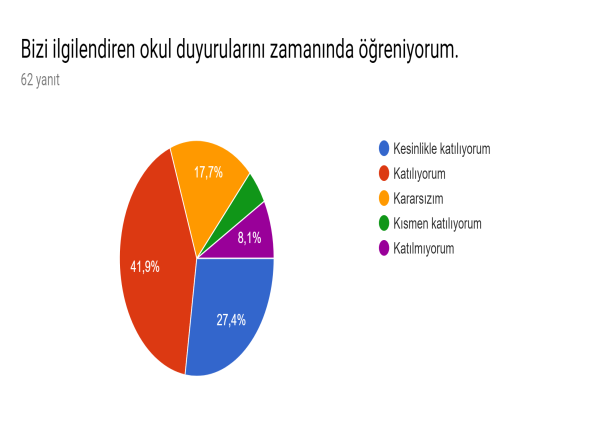 Bizi ilgilendiren okul duyurularını zamanında öğreniyorum.
62 yanıt
17,7%
8,1%
41,9%
27,4%
Kesinlikle katılıyorum
Katılıyorum
Kararsızım
Kısmen katılıyorum
Katılmıyorum